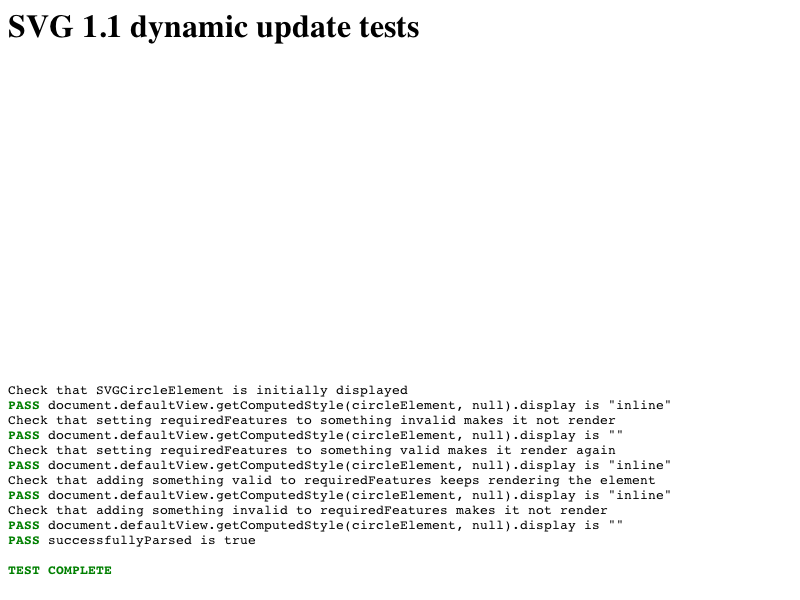 SVG 1.1 dynamic update tests
Check that SVGCircleElement is initially displayed
PASS document.defaultView.getComputedStyle(circleElement, null).display is "inline"
Check that setting requiredFeatures to something invalid makes it not render
PASS document.defaultView.getComputedStyle(circleElement, null).display is ""
Check that setting requiredFeatures to something valid makes it render again
PASS document.defaultView.getComputedStyle(circleElement, null).display is "inline"
Check that adding something valid to requiredFeatures keeps rendering the element
PASS document.defaultView.getComputedStyle(circleElement, null).display is "inline"
Check that adding something invalid to requiredFeatures makes it not render
PASS document.defaultView.getComputedStyle(circleElement, null).display is ""
PASS successfullyParsed is true
TEST COMPLETE